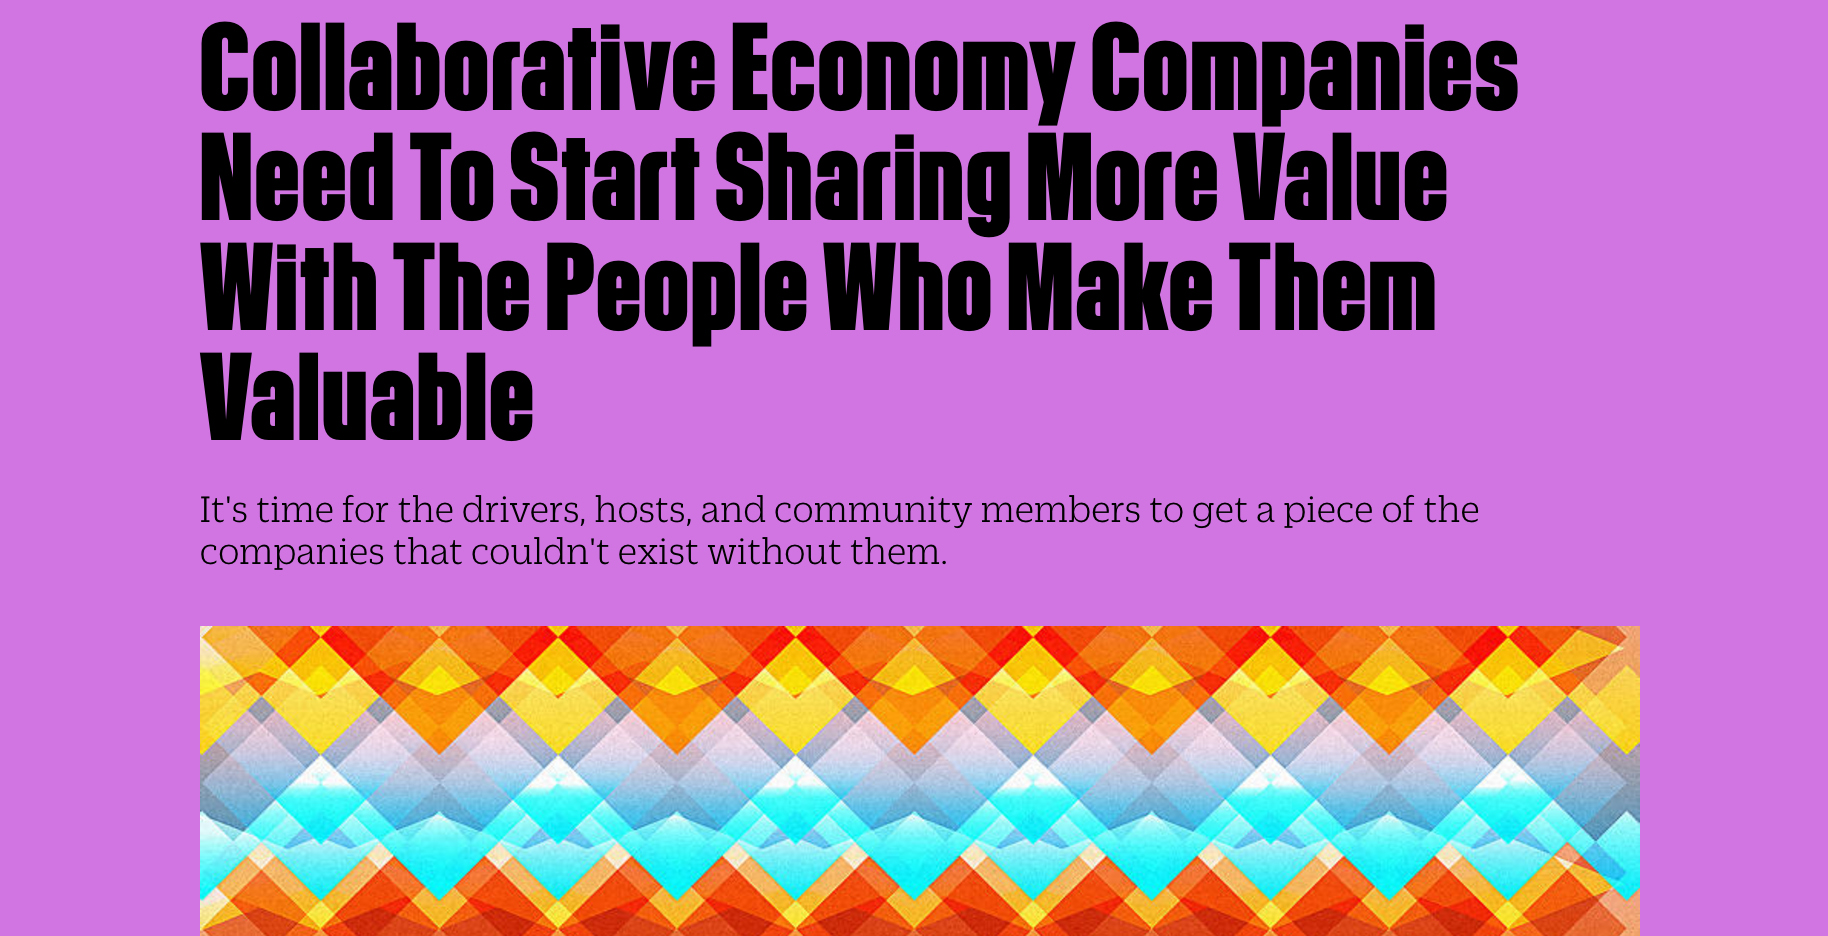 Collaborative Economy Companies
Need To Start Sharing More Value
With The People Who Make Them
Valuable
It's time for the drivers, hosts, and community members to get a piece of the
companies that couldn't exist without them.